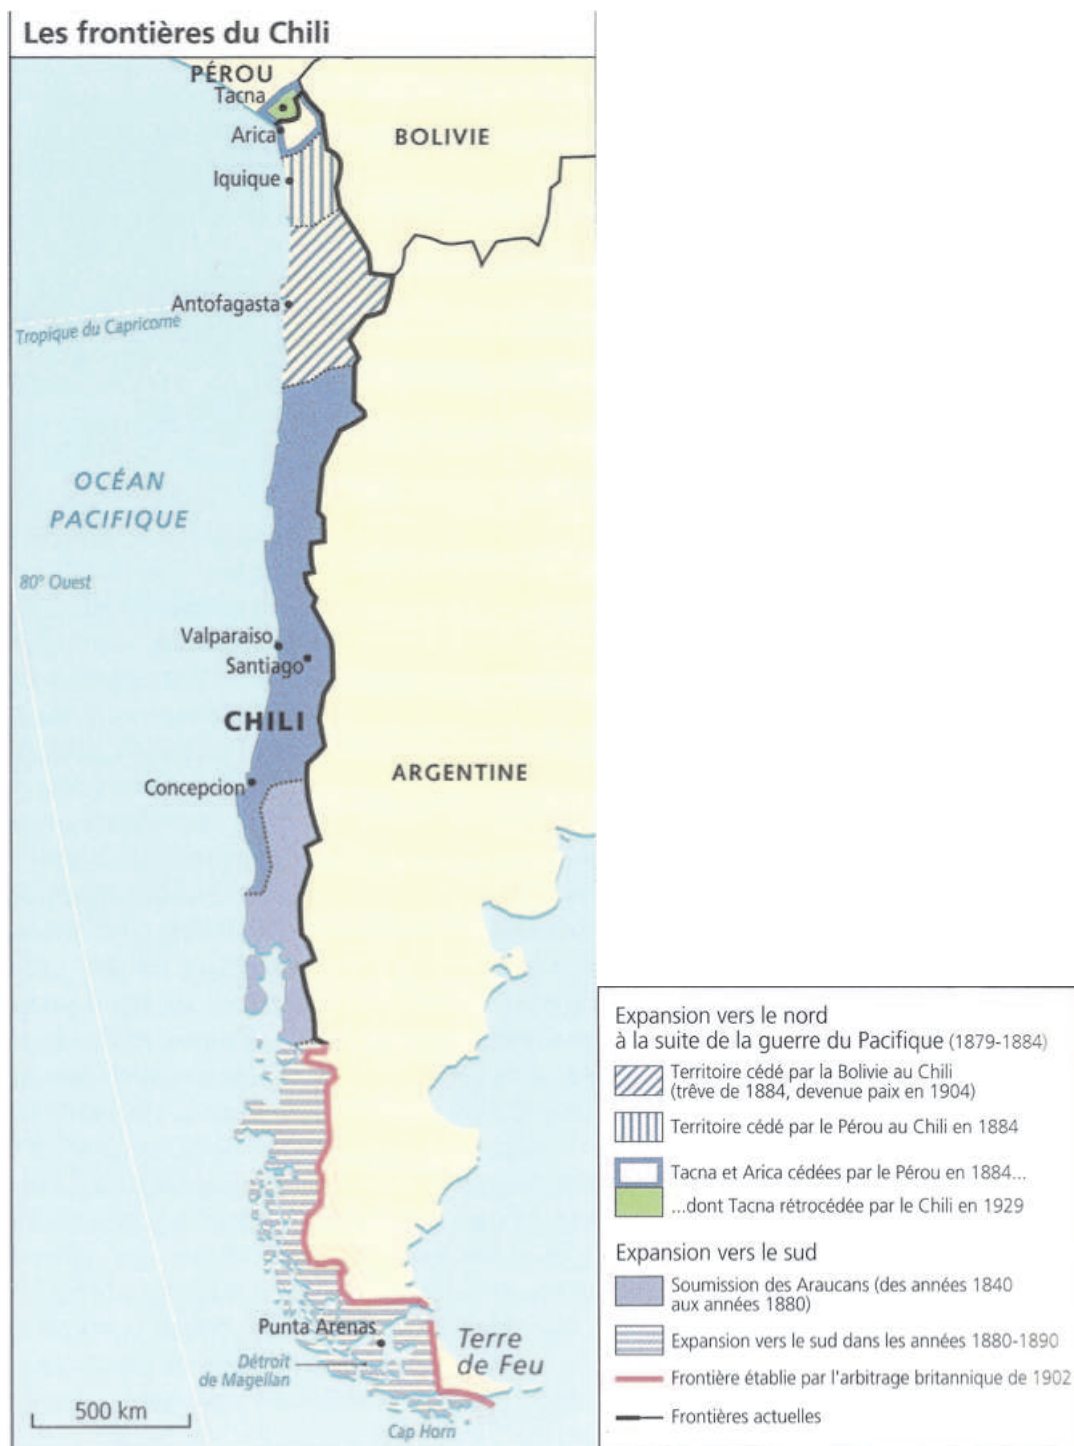 Les frontières du Chili
PÉROU
Tacna
Arica
BOLIVIE
Iquique
Antofagasta
Tropique du Capricorne
OCÉAN
PACIFIQUE
80° Ouest
Valparaiso
Santiago
CHILI
ARGENTINE
Concepcion
Punta Arenas
Terre
de Feu
Détroit
de Magellan
500 km
Cap Horn
Expansion vers le nord
à la suite de la guerre du Pacifique (1879-1884)
Territoire cédé par la Bolivie au Chili
(trêve de 1884, devenue paix en 1904)
Territoire cédé par le Pérou au Chili en 1884
Tacna et Arica cédées par le Pérou en 1884...
...dont Tacna rétrocédée par le Chili en 1929
Expansion vers le sud
Soumission des Araucans (des années 1840
aux années 1880)
Expansion vers le sud dans les années 1880-1890
Frontière établie par l'arbitrage britannique de 1902
Frontières actuelles